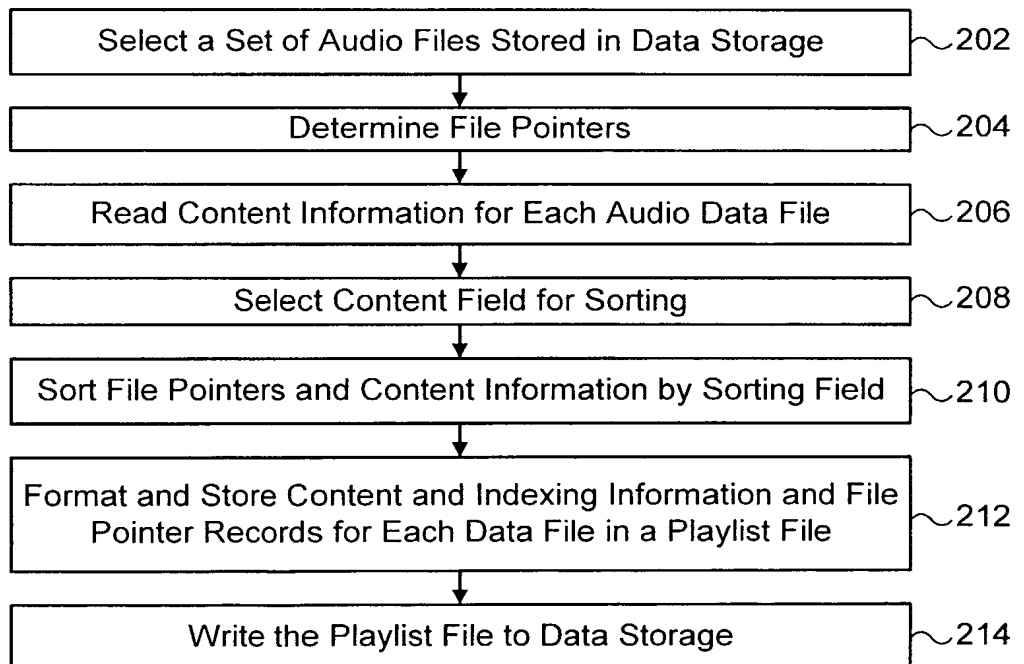 Select a Set of Audio Files Stored in Data Storage 202
Determine File Pointers 204
Read Content Information for Each Audio Data File 206
Select Content Field for Sorting 208
Sort File Pointers and Content Information by Sorting Field 210
Format and Store Content and Indexing Information and File
Pointer Records for Each Data File in a Playlist File 212
Write the Playlist File to Data Storage 214